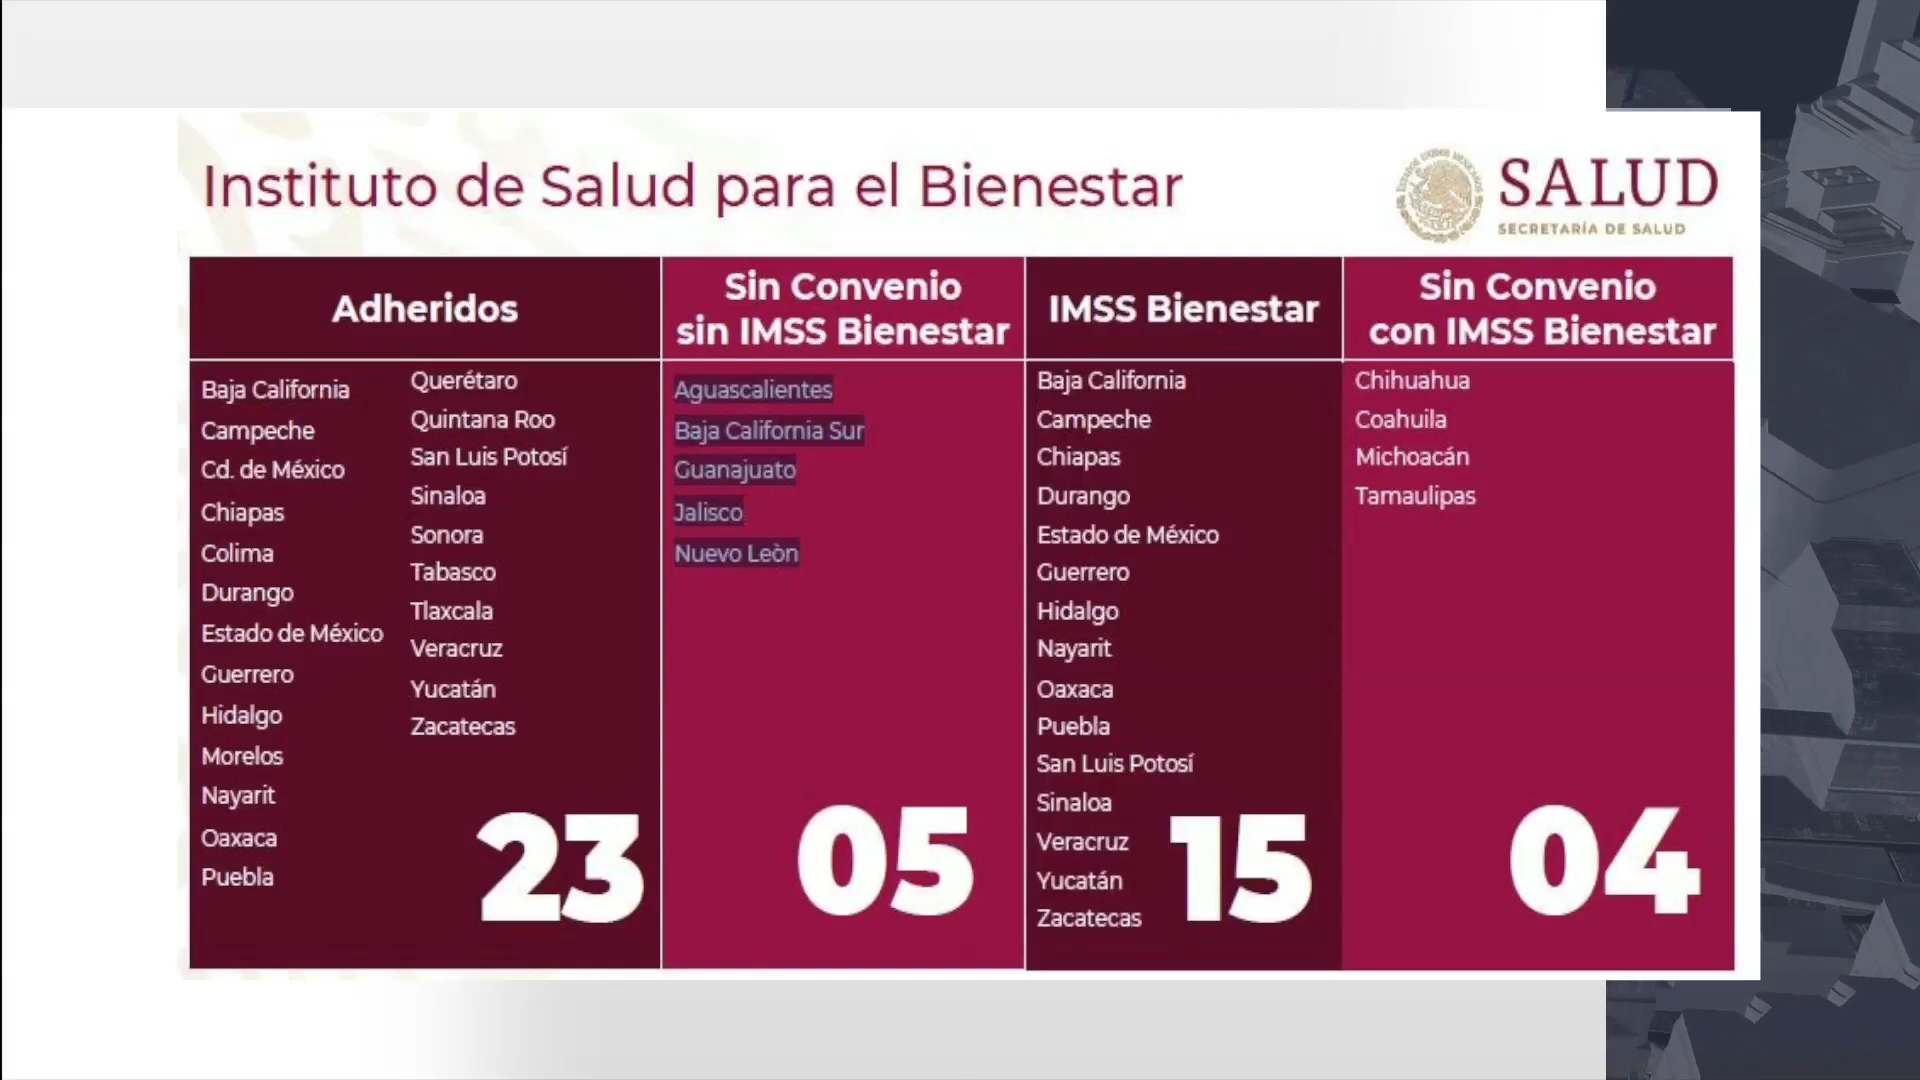 Instituto de Salud para el Bienestar
SALUD
SECRETARÍA DE SALUD
Adheridos
Baja California
Campeche
Cd. de México
Chiapas
Colima
Durango
Estado de México
Guerrero
Hidalgo
Morelos
Nayarit
Oaxaca
Puebla
Querétaro
Quintana Roo
San Luis Potosí
Sinaloa
Sonora
Tabasco
Tlaxcala
Veracruz
Yucatán
Zacatecas
23
Sin Convenio
sin IMSS Bienestar
Aguascalientes
Baja California Sur
Guanajuato
Jalisco
Nuevo Leòn
05
IMSS Bienestar
Baja California
Campeche
Chiapas
Durango
Estado de México
Guerrero
Hidalgo
Nayarit
Oaxaca
Puebla
San Luis Potosí
Sinaloa
Veracruz
Yucatán
Zacatecas
15
Sin Convenio
con IMSS Bienestar
Chihuahua
Coahuila
Michoacán
Tamaulipas
04